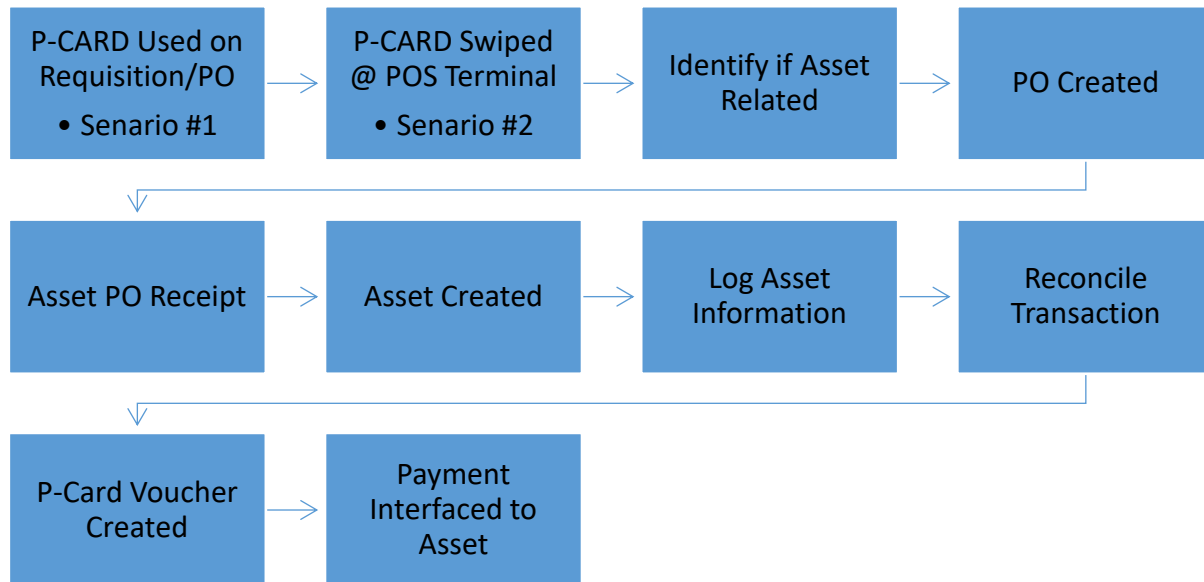 P-CARD Used on
Requisition/PO
• Senario #1
P-CARD Swiped
@ POS Terminal
• Senario #2
Identify if Asset
Related
PO Created
Asset PO Receipt
Asset Created
Log Asset
Information
Reconcile
Transaction
P-Card Voucher
Created
Payment
Interfaced to
Asset